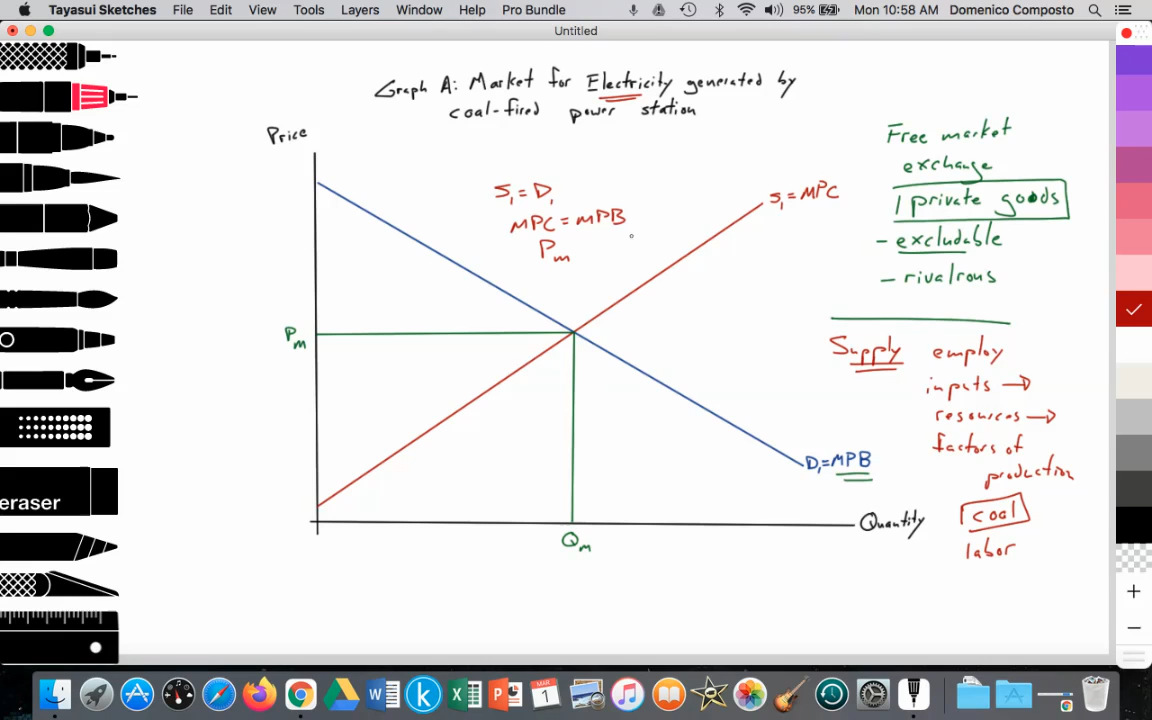 Tayasui Sketches File Edit View Tools Layers Window Help Pro Bundle 95% Mon 10:58 AM Domenico Composto
Untitled
Graph A: Market for Electricity generated by
coal-fired power station
Price
S₁ = D₁
MPC = MPB
Pm
S₁ = MPC
Pm
D₁ = MPB
Quantity
Qm
Free market
exchange
private goods
- excludable
- rivalrous
Supply employ
inputs →
resources →
factors of
production
coal
labor
eraser